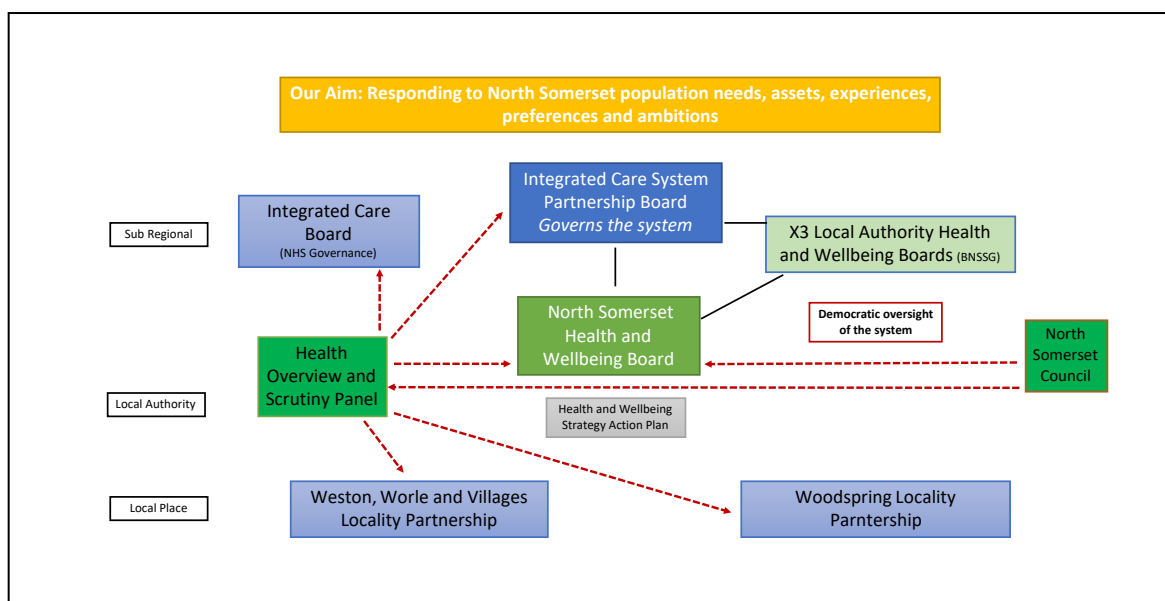 Our Aim: Responding to North Somerset population needs, assets, experiences,
preferences and ambitions
Integrated Care System
Partnership Board
Governs the system
Integrated Care
Board
(NHS Governance)
Sub Regional
X3 Local Authority Health
and Wellbeing Boards (BNSSG)
North Somerset
Health and
Wellbeing Board
Democratic oversight
of the system
North
Somerset
Council
Health
Overview and
Scrutiny Panel
Local Authority
Health and Wellbeing
Strategy Action Plan
Local Place
Weston, Worle and Villages
Locality Partnership
Woodspring Locality
Parntership